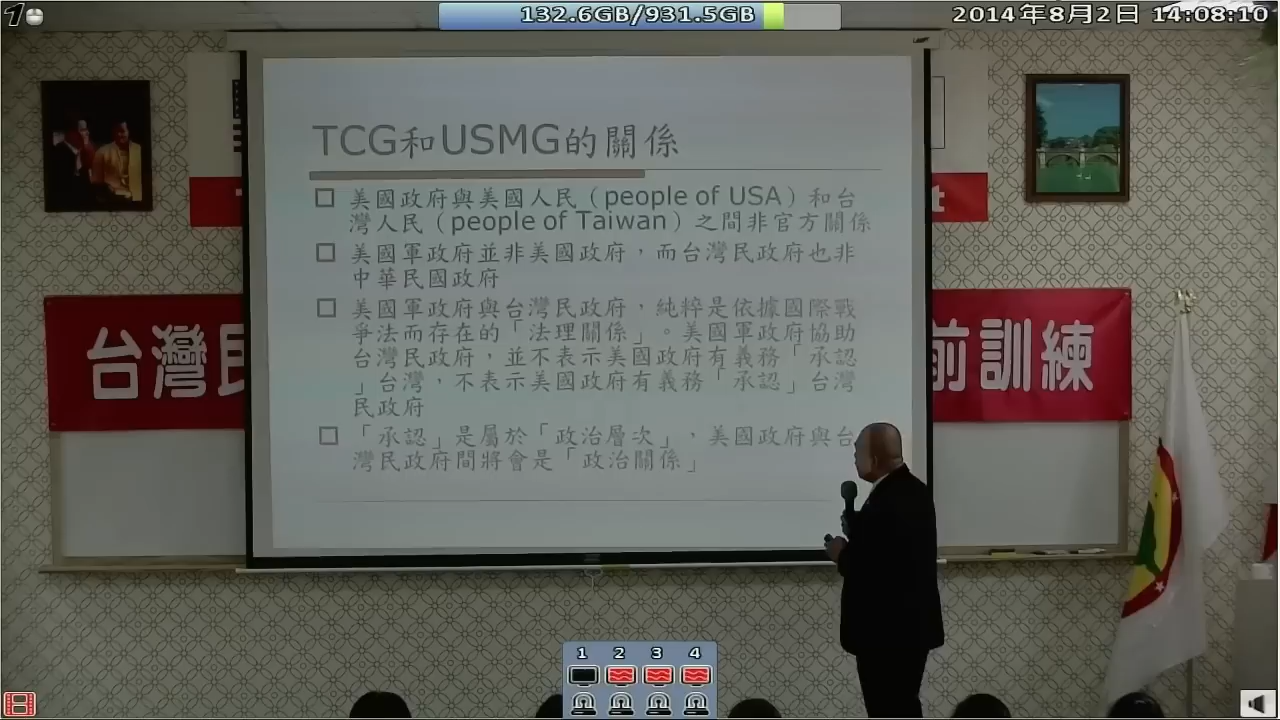 1
132.6GB/931.5GB
2014年8月2日 14:08:10
TCG和USMG的關係
美國政府與美國人民（people of USA）和台
灣人民（people of Taiwan）之間非官方關係
美國軍政府並非美國政府，而台灣民政府也非
中華民國政府
美國軍政府與台灣民政府，純粹是依據國際戰
爭法而存在的「法理關係」。美國軍政府協助
台灣民政府，並不表示美國政府有義務「承認
」台灣，不表示美國政府有義務「承認」台灣
民政府
「承認」是屬於「政治層次」，美國政府與台
灣民政府間將會是「政治關係」
t
台灣民
前訓練
1 2 3 4